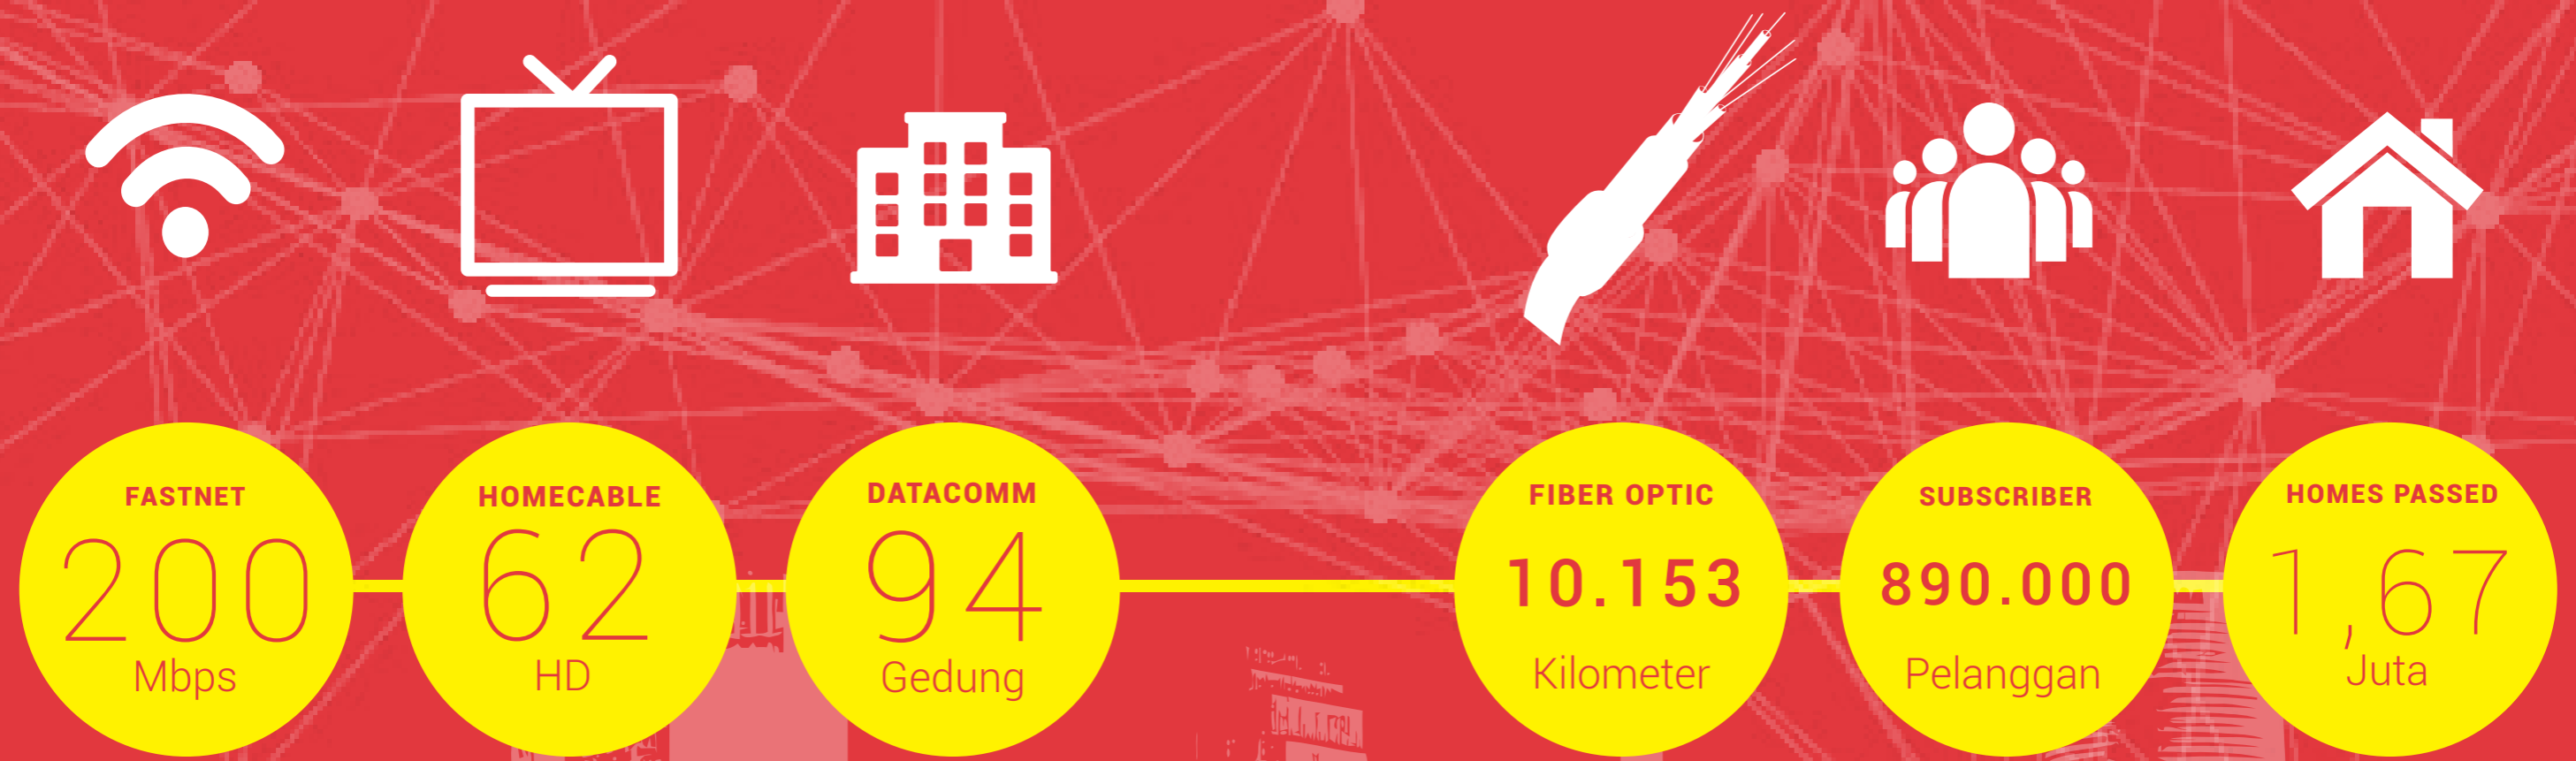 FASTNET
200
Mbps
HOMECABLE
62
HD
DATACOMM
94
Gedung
FIBER OPTIC
10.153
Kilometer
SUBSCRIBER
890.000
Pelanggan
HOMES PASSED
1,67
Juta